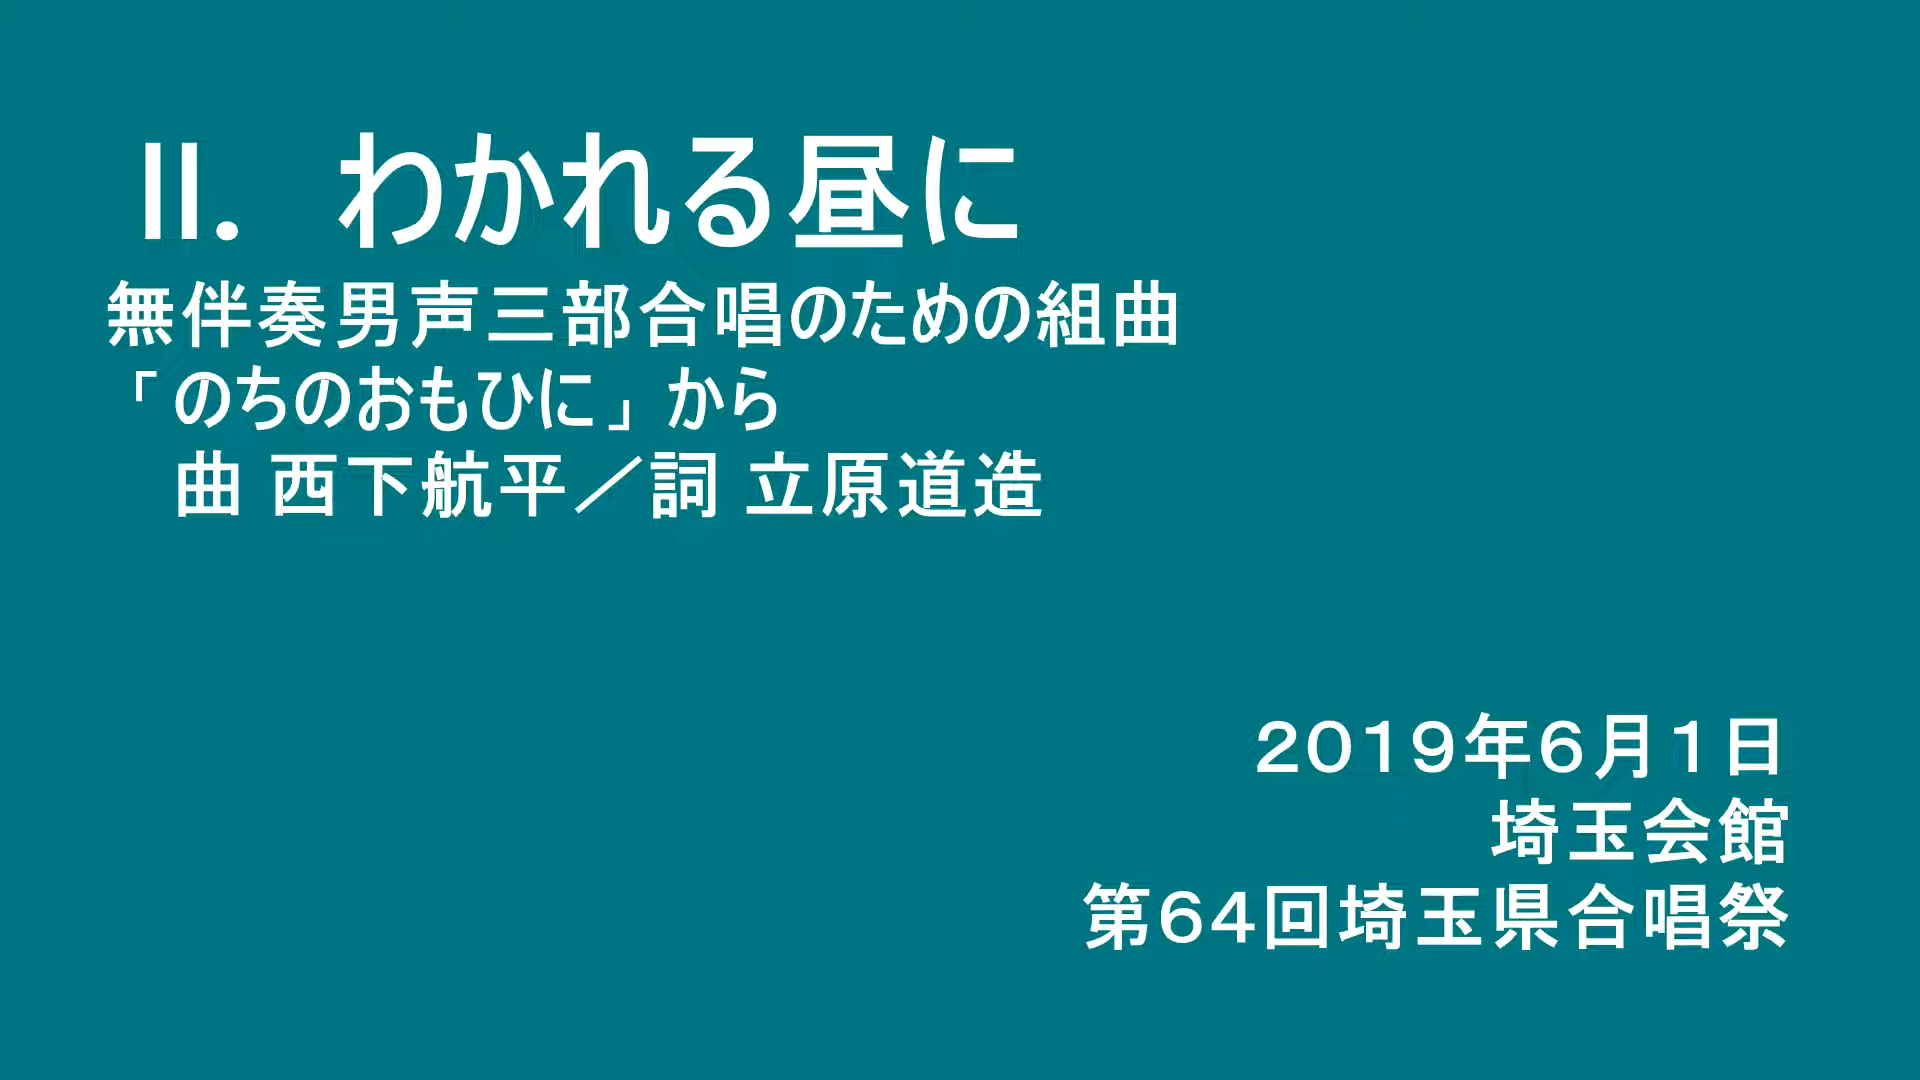 II. わかれる昼に
無伴奏男声三部合唱のための組曲
「のちのおもひに」から
曲 西下航平／詞 立原道造
２０１９年６月１日
埼玉会館
第６４回埼玉県合唱祭